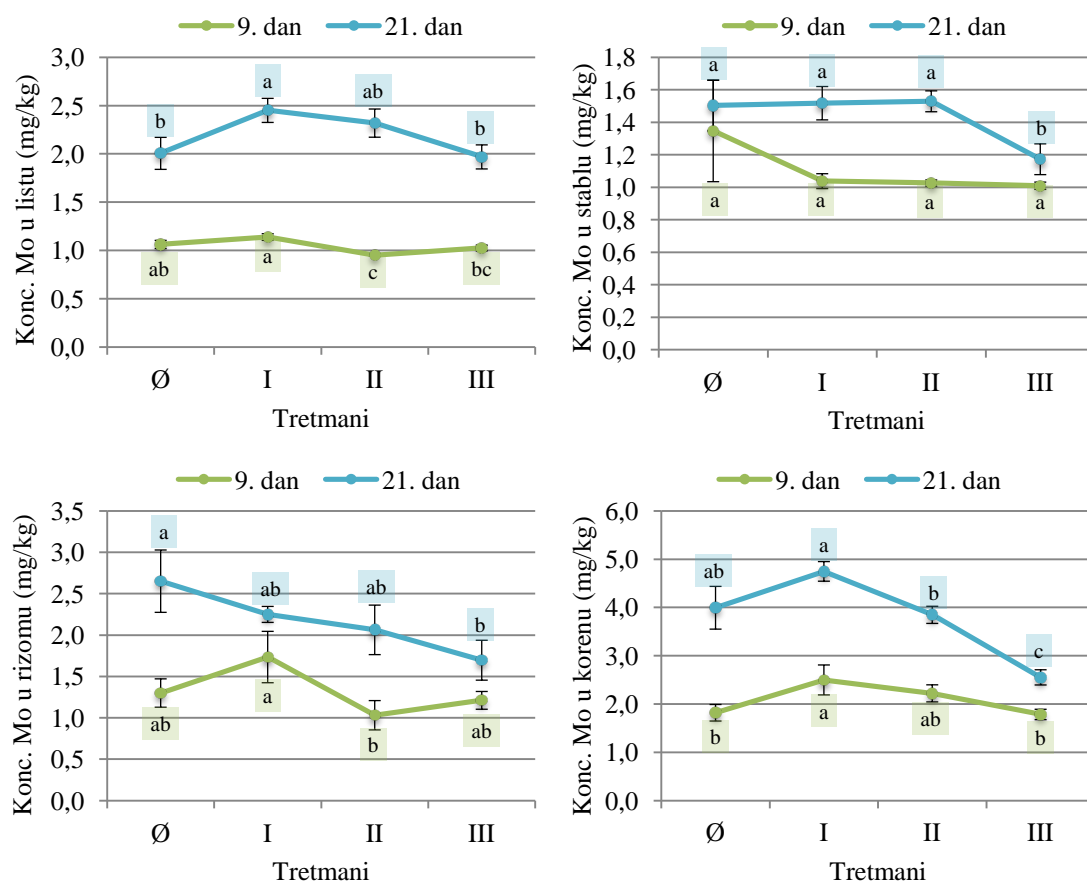 9. dan 21. dan
Konc. Mo u listu (mg/kg)
3,0
2,5
2,0
1,5
1,0
0,5
0,0
b a ab b
ab a c bc
Ø I II III
Tretmani
9. dan 21. dan
Konc. Mo u stablu (mg/kg)
1,8
1,6
1,4
1,2
1,0
0,8
0,6
0,4
0,2
0,0
a a a b
a a a a
Ø I II III
Tretmani
9. dan 21. dan
Konc. Mo u rizomu (mg/kg)
3,5
3,0
2,5
2,0
1,5
1,0
0,5
0,0
a ab ab b
ab a b ab
Ø I II III
Tretmani
9. dan 21. dan
Konc. Mo u korenu (mg/kg)
6,0
5,0
4,0
3,0
2,0
1,0
0,0
ab a b c
b a ab b
Ø I II III
Tretmani